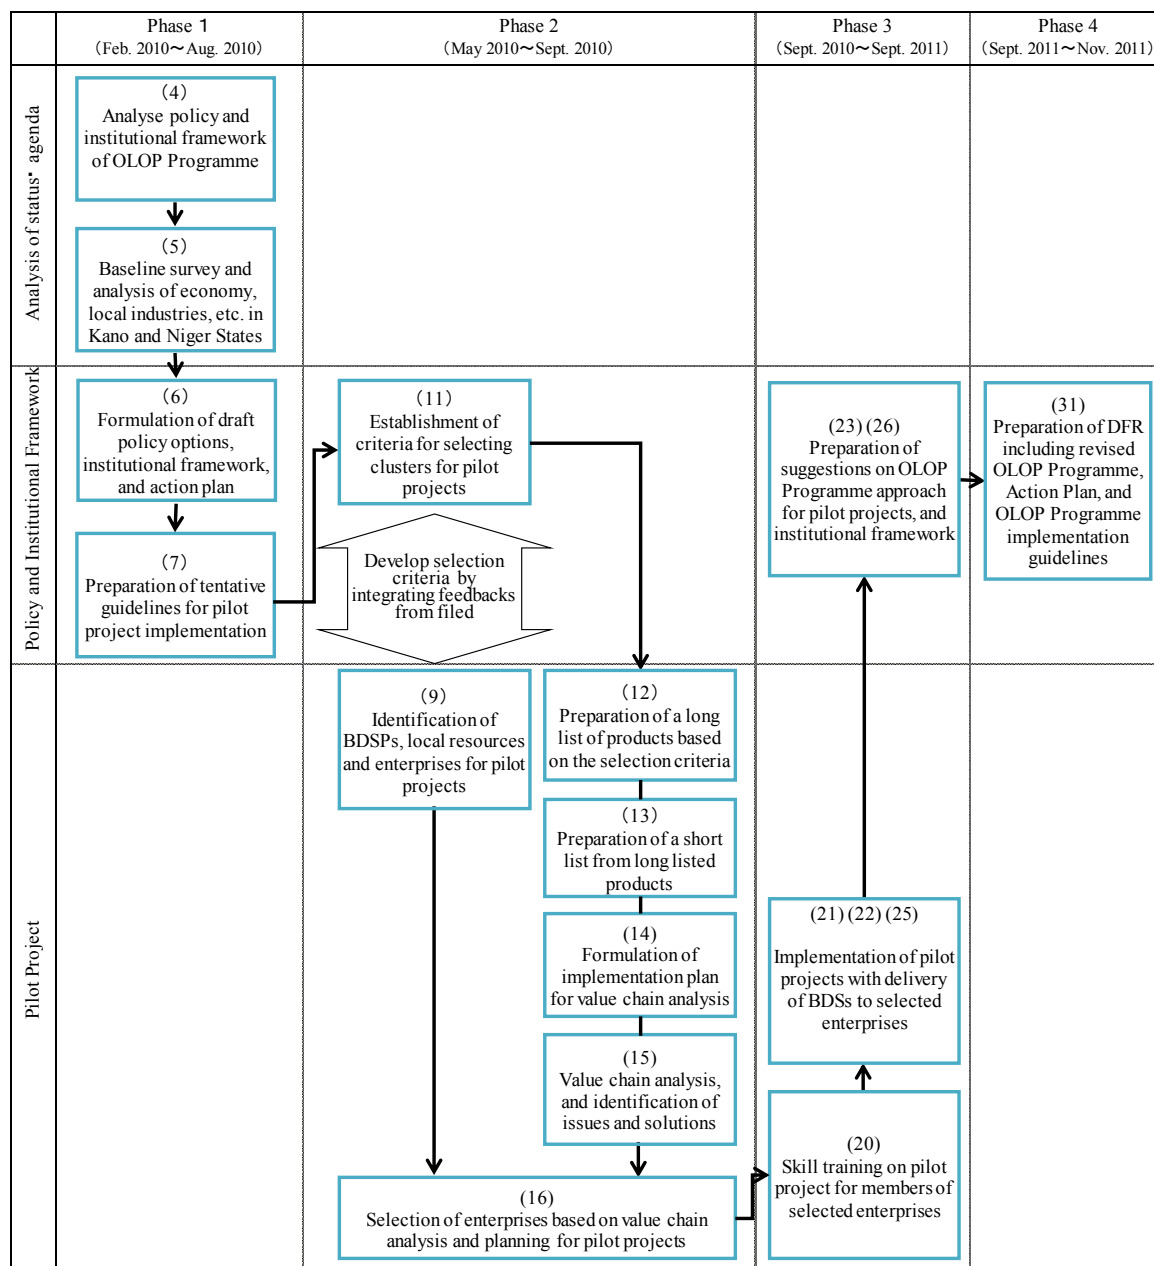 Phase 1
(Feb. 2010～Aug. 2010)
Phase 2
(May 2010～Sept. 2010)
Phase 3
(Sept. 2010～Sept. 2011)
Phase 4
(Sept. 2011～Nov. 2011)
Analysis of status・agenda
(4)
Analyse policy and
institutional framework
of OLOP Programme
(5)
Baseline survey and
analysis of economy,
local industries, etc. in
Kano and Niger States
Policy and Institutional Framework
(6)
Formulation of draft
policy options,
institutional framework,
and action plan
(7)
Preparation of tentative
guidelines for pilot
project implementation
(11)
Establishment of
criteria for selecting
clusters for pilot
projects
Develop selection
criteria by
integrating feedbacks
from filed
(23) (26)
Preparation of
suggestions on OLOP
Programme approach
for pilot projects, and
institutional framework
(31)
Preparation of DFR
including revised
OLOP Programme,
Action Plan, and
OLOP Programme
implementation
guidelines
Pilot Project
(9)
Identification of
BDSPs, local resources
and enterprises for pilot
projects
(12)
Preparation of a long
list of products based
on the selection criteria
(13)
Preparation of a short
list from long listed
products
(14)
Formulation of
implementation plan
for value chain analysis
(15)
Value chain analysis,
and identification of
issues and solutions
(16)
Selection of enterprises based on value chain
analysis and planning for pilot projects
(21) (22) (25)
Implementation of pilot
projects with delivery
of BDSs to selected
enterprises
(20)
Skill training on pilot
project for members of
selected enterprises